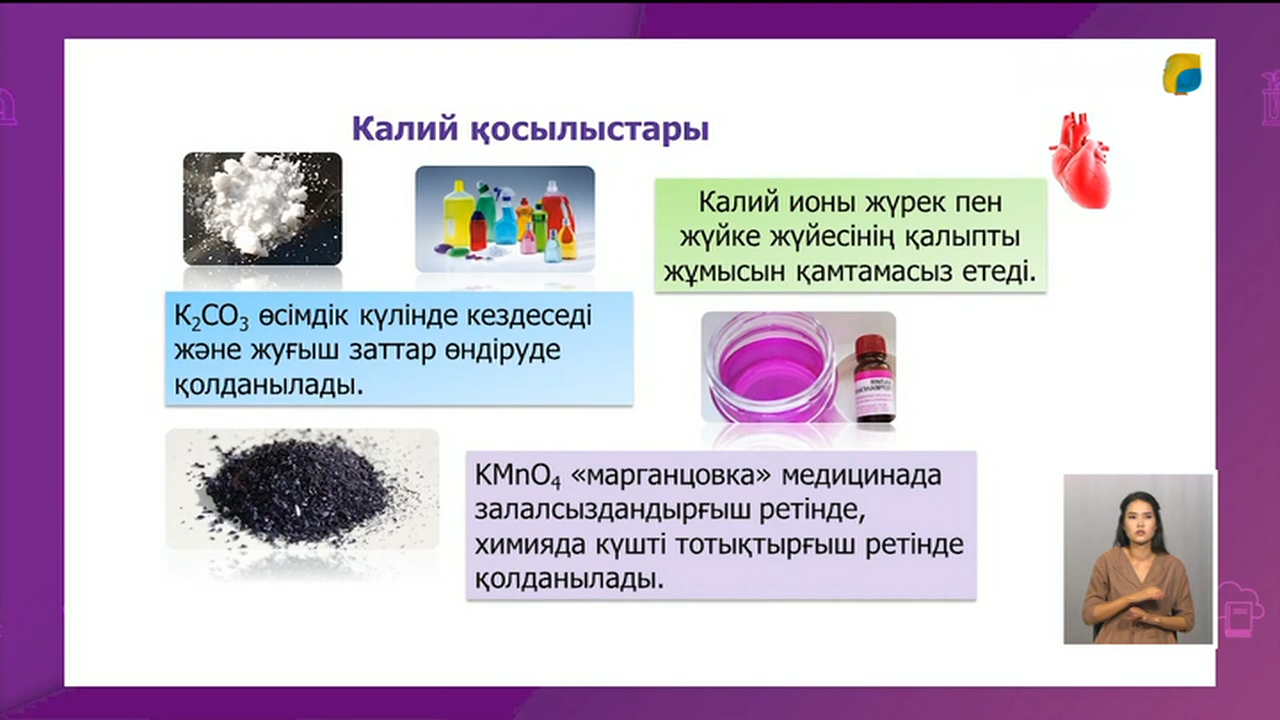 Калий қосылыстары
Калий ионы жүрек пен
жүйке жүйесінің қалыпты
жұмысын қамтамасыз етеді.
K₂CO₃ өсімдік күлінде кездеседі
және жуғыш заттар өндіруде
қолданылады.
KMnO₄ «марганцовка» медицинада
залалсыздандырғыш ретінде,
химияда күшті тотықтырғыш ретінде
қолданылады.